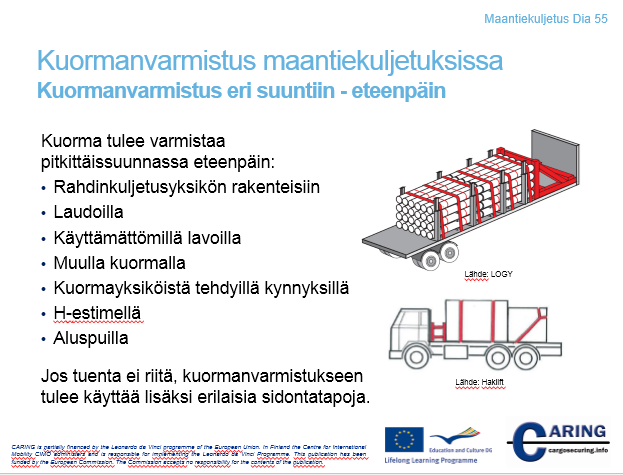 Maantiekuljetus Dia 55
Kuormanvarmistus maantiekuljetuksissa
Kuormanvarmistus eri suuntiin - eteenpäin
Kuorma tulee varmistaa
pitkittäissuunnassa eteenpäin:
• Rahdinkuljetusyksikön rakenteisiin
• Laudoilla
• Käyttämättömillä lavoilla
• Muulla kuormalla
• Kuormayksiköistä tehdyillä kynnyksillä
• H-estimellä
• Aluspuilla
Jos tuenta ei riitä, kuormanvarmistukseen
tulee käyttää lisäksi erilaisia sidontatapoja.
Lähde: LOGY
Lähde: Haklift
CARING is partially financed by the Leonardo da Vinci programme of the European Union. In Finland the Centre for International
Mobility CIMO administers and is responsible for implementing the Leonardo da Vinci Programme. This publication has been
funded by the European Commission. The Commission accepts no responsibility for the contents of the publication.
Education and Culture DG
Lifelong Learning Programme
CARING
cargosecuring.info